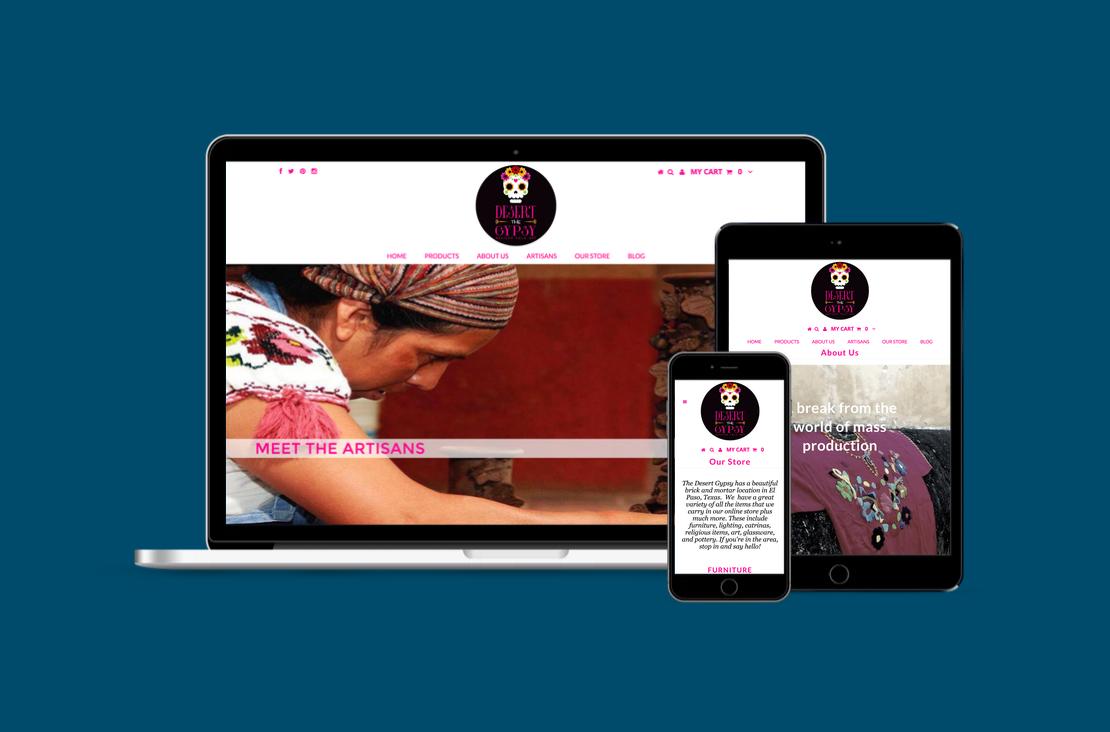 MY CART 0
DESERT
THE
GYPSY
HOME PRODUCTS ABOUT US ARTISANS OUR STORE BLOG
MEET THE ARTISANS
DESERT
THE
GYPSY
MY CART 0
HOME PRODUCTS ABOUT US ARTISANS OUR STORE BLOG
About Us
break from the
world of mass
production
DESERT
THE
GYPSY
MY CART 0
Our Store
The Desert Gypsy has a beautiful
brick and mortar location in El
Paso, Texas. We have a great
variety of all the items that we
carry in our online store plus
much more. These include
furniture, lighting, catrinas,
religious items, art, glassware,
and pottery. If you're in the area,
stop in and say hello!
FURNITURE